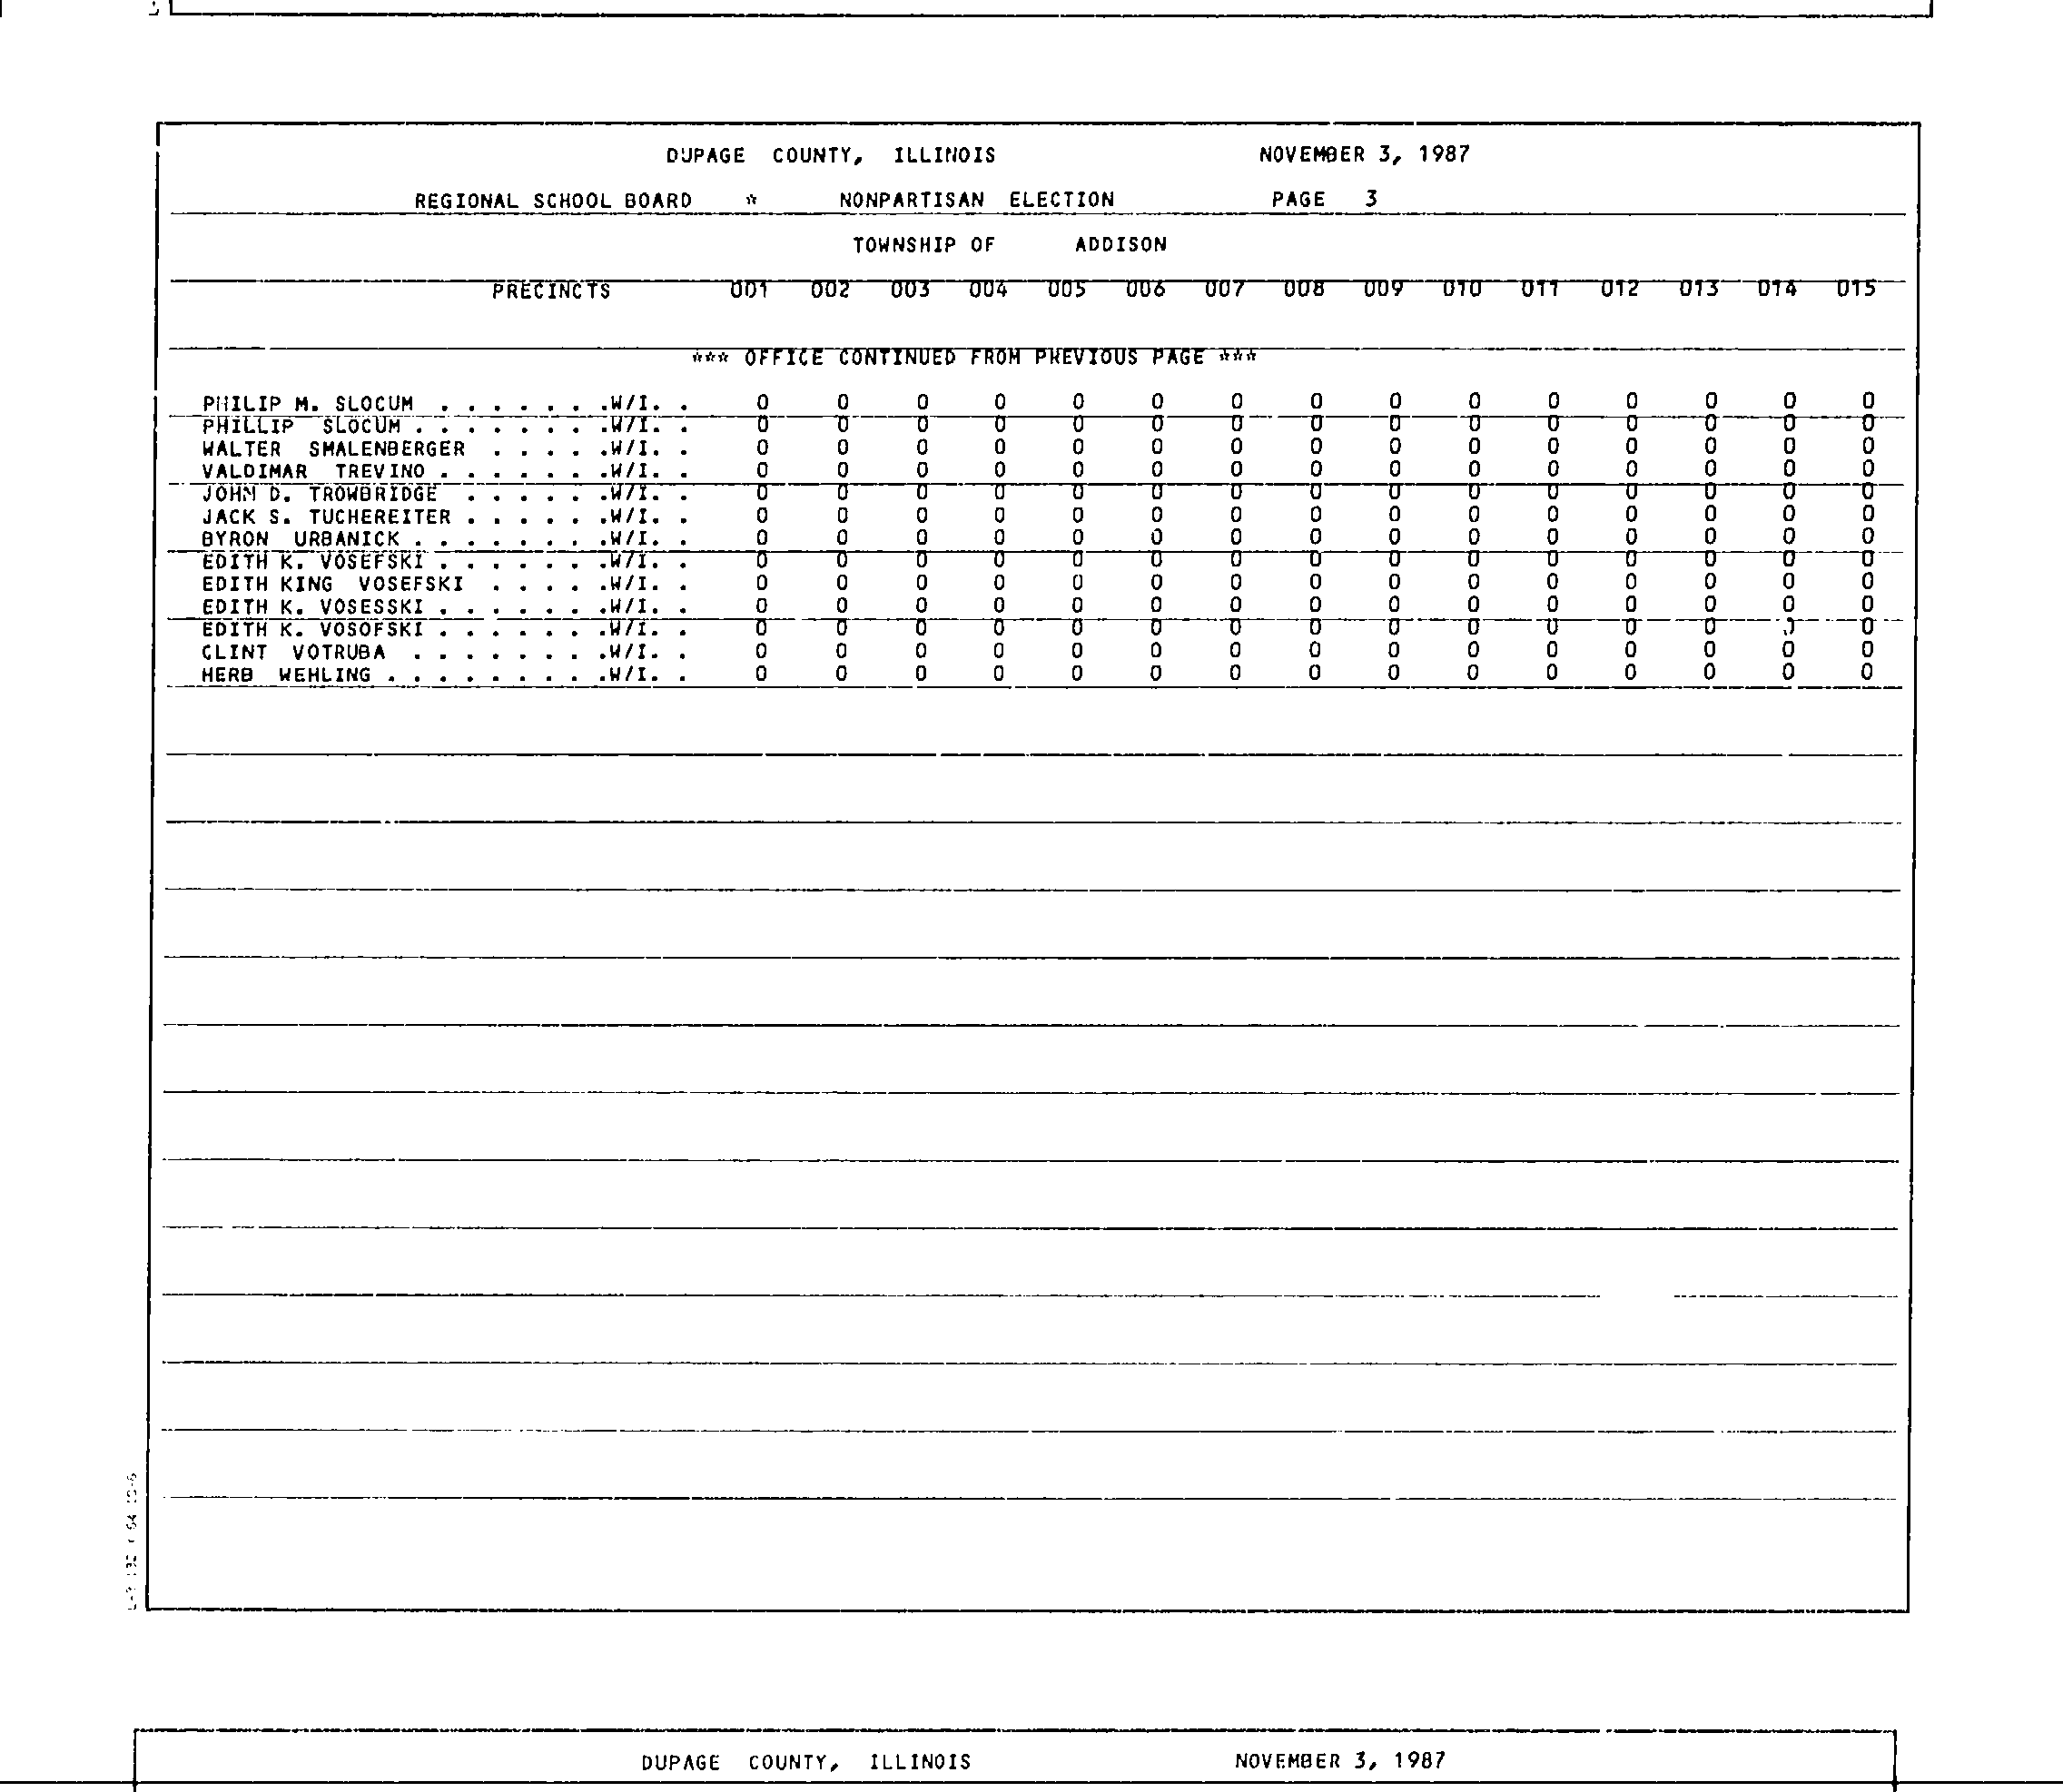 DUPAGE COUNTY, ILLINOIS NOVEMBER 3, 1987
REGIONAL SCHOOL BOARD * NONPARTISAN ELECTION PAGE 3
TOWNSHIP OF ADDISON
PRECINCTS 001 002 003 004 005 006 007 008 009 010 011 012 013 014 015
*** OFFICE CONTINUED FROM PREVIOUS PAGE ***
PHILIP M. SLOCUM . . . . . . .W/I. . 0 0 0 0 0 0 0 0 0 0 0 0 0 0 0
PHILLIP SLOCUM . . . . . . . .W/I. . 0 0 0 0 0 0 0 0 0 0 0 0 0 0 0
WALTER SMALENBERGER . . . . .W/I. . 0 0 0 0 0 0 0 0 0 0 0 0 0 0 0
VALDIMAR TREVINO . . . . . . .W/I. . 0 0 0 0 0 0 0 0 0 0 0 0 0 0 0
JOHN D. TROWBRIDGE . . . . . .W/I. . 0 0 0 0 0 0 0 0 0 0 0 0 0 0 0
JACK S. TUCHEREITER . . . . . .W/I. . 0 0 0 0 0 0 0 0 0 0 0 0 0 0 0
BYRON URBANICK . . . . . . . .W/I. . 0 0 0 0 0 0 0 0 0 0 0 0 0 0 0
EDITH K. VOSEFSKI . . . . . . .W/I. . 0 0 0 0 0 0 0 0 0 0 0 0 0 0 0
EDITH KING VOSEFSKI . . . . .W/I. . 0 0 0 0 0 0 0 0 0 0 0 0 0 0 0
EDITH K. VOSESSKI . . . . . . .W/I. . 0 0 0 0 0 0 0 0 0 0 0 0 0 0 0
EDITH K. VOSOFSKI . . . . . . .W/I. . 0 0 0 0 0 0 0 0 0 0 0 0 0 0 0
CLINT VOTRUBA . . . . . . . .W/I. . 0 0 0 0 0 0 0 0 0 0 0 0 0 0 0
HERB WEHLING . . . . . . . . .W/I. . 0 0 0 0 0 0 0 0 0 0 0 0 0 0 0
DUPAGE COUNTY, ILLINOIS NOVEMBER 3, 1987